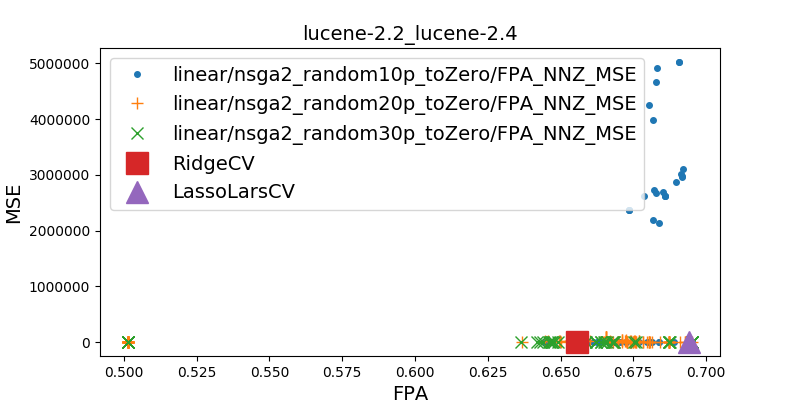 lucene-2.2_lucene-2.4
5000000
4000000
3000000
2000000
1000000
0
MSE
linear/nsga2_random10p_toZero/FPA_NNZ_MSE
linear/nsga2_random20p_toZero/FPA_NNZ_MSE
linear/nsga2_random30p_toZero/FPA_NNZ_MSE
RidgeCV
LassoLarsCV
0.500 0.525 0.550 0.575 0.600 0.625 0.650 0.675 0.700
FPA